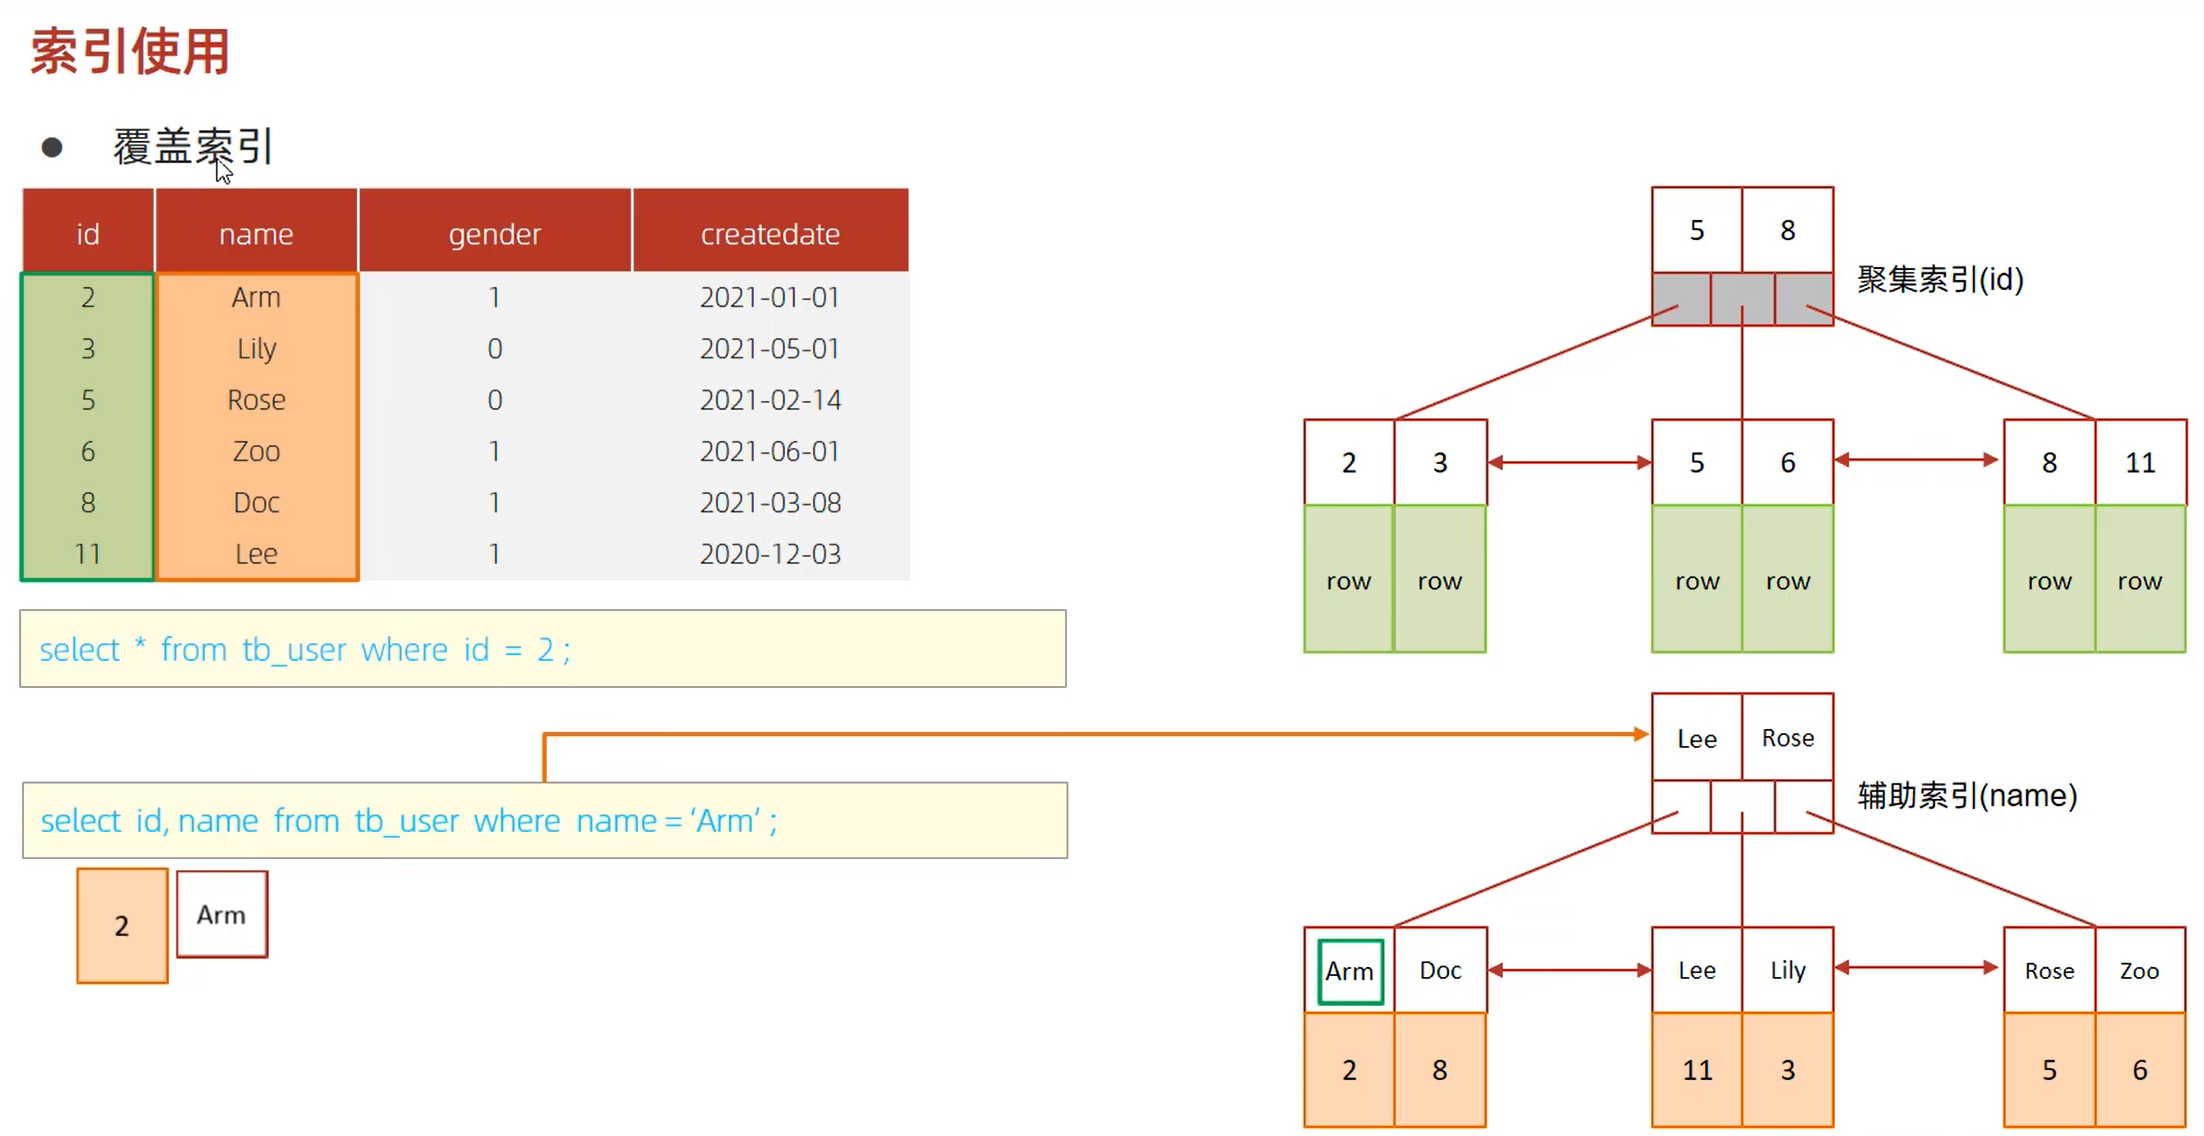 索引使用
● 覆盖索引
id name gender createdate
2 Arm 1 2021-01-01
3 Lily 0 2021-05-01
5 Rose 0 2021-02-14
6 Zoo 1 2021-06-01
8 Doc 1 2021-03-08
11 Lee 1 2020-12-03
select * from tb_user where id = 2 ;
select id, name from tb_user where name = ‘Arm’ ;
2 Arm
5 8
聚集索引(id)
2 3 5 6 8 11
row row row row row row
Lee Rose
辅助索引(name)
Arm Doc Lee Lily Rose Zoo
2 8 11 3 5 6